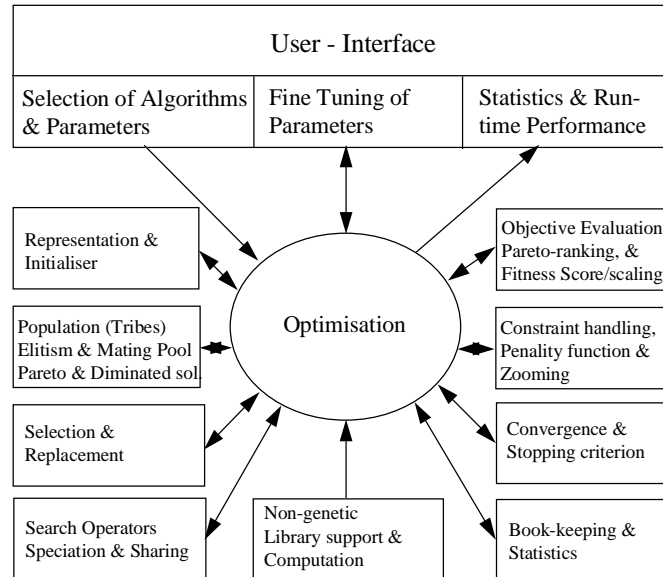 User - Interface
Selection of Algorithms
& Parameters
Fine Tuning of
Parameters
Statistics & Run-
time Performance
Representation &
Initialiser
Objective Evaluation
Pareto-ranking, &
Fitness Score/scaling
Optimisation
Population (Tribes)
Elitism & Mating Pool
Pareto & Diminated sol.
Constraint handling,
Penality function &
Zooming
Selection &
Replacement
Convergence &
Stopping criterion
Search Operators
Speciation & Sharing
Non-genetic
Library support &
Computation
Book-keeping &
Statistics